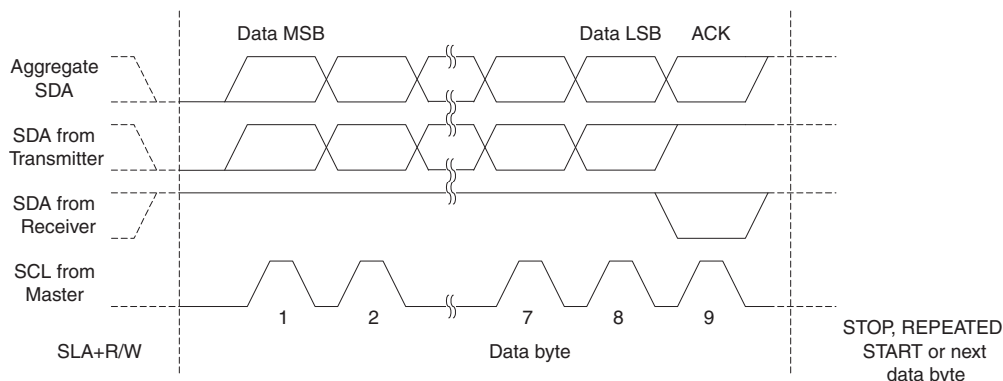 Data MSB
Data LSB
ACK
Aggregate
SDA
SDA from
Transmitter
SDA from
Receiver
SCL from
Master
1
2
7
8
9
SLA+R/W
Data byte
STOP, REPEATED
START or next
data byte